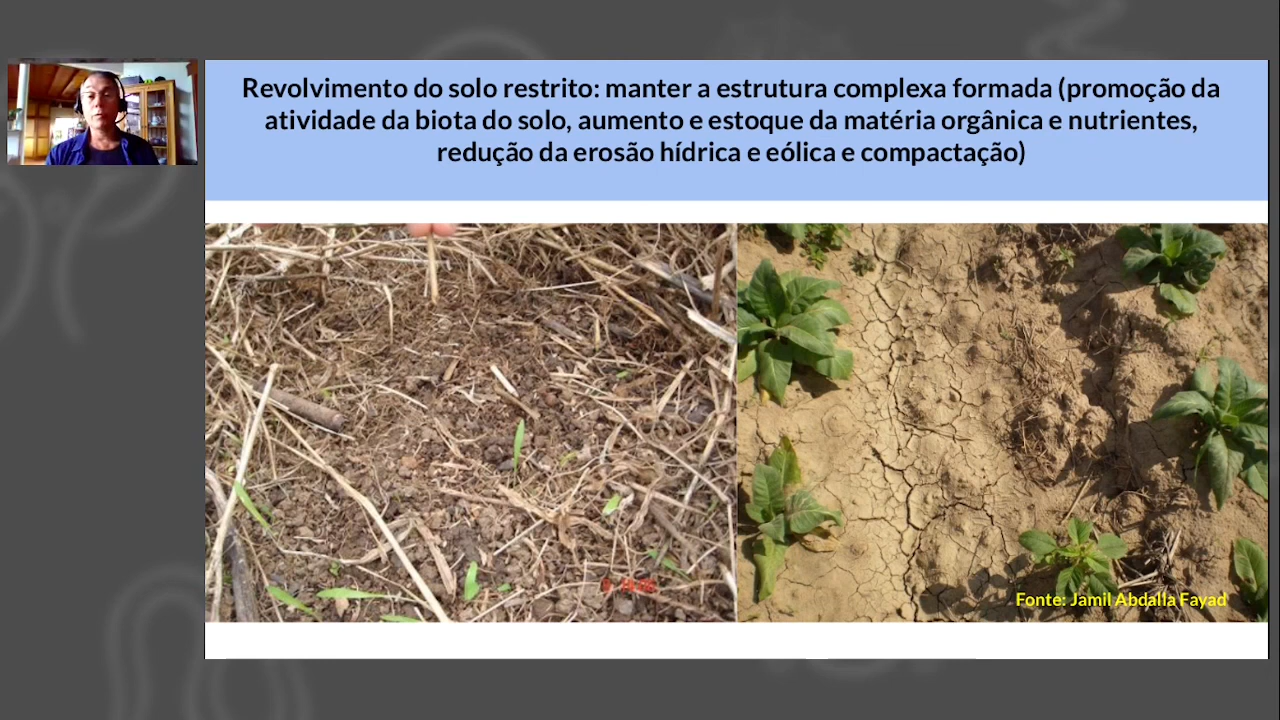 Revolvimento do solo restrito: manter a estrutura complexa formada (promoção da
atividade da biota do solo, aumento e estoque da matéria orgânica e nutrientes,
redução da erosão hídrica e eólica e compactação)
Fonte: Jamil Abdalla Fayad